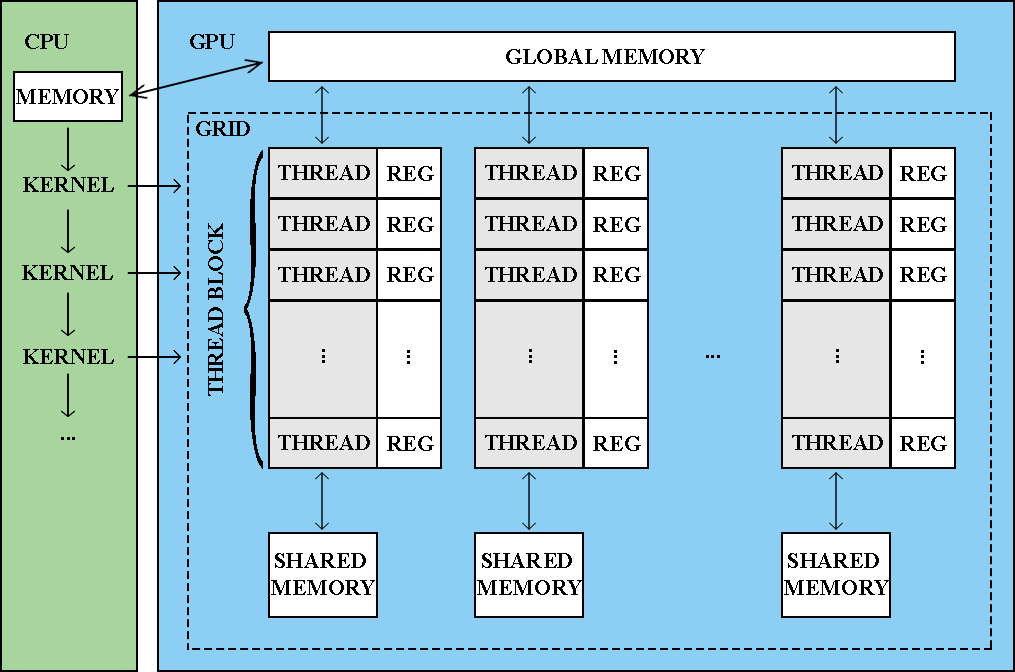 CPU
MEMORY
KERNEL
KERNEL
KERNEL
...
GPU
GLOBAL MEMORY
GRID
THREAD BLOCK
THREAD REG THREAD REG THREAD REG
THREAD REG THREAD REG THREAD REG
THREAD REG THREAD REG THREAD REG
⋮ ⋮ ⋮ ⋮ ... ⋮ ⋮
THREAD REG THREAD REG THREAD REG
SHARED MEMORY
SHARED MEMORY
SHARED MEMORY